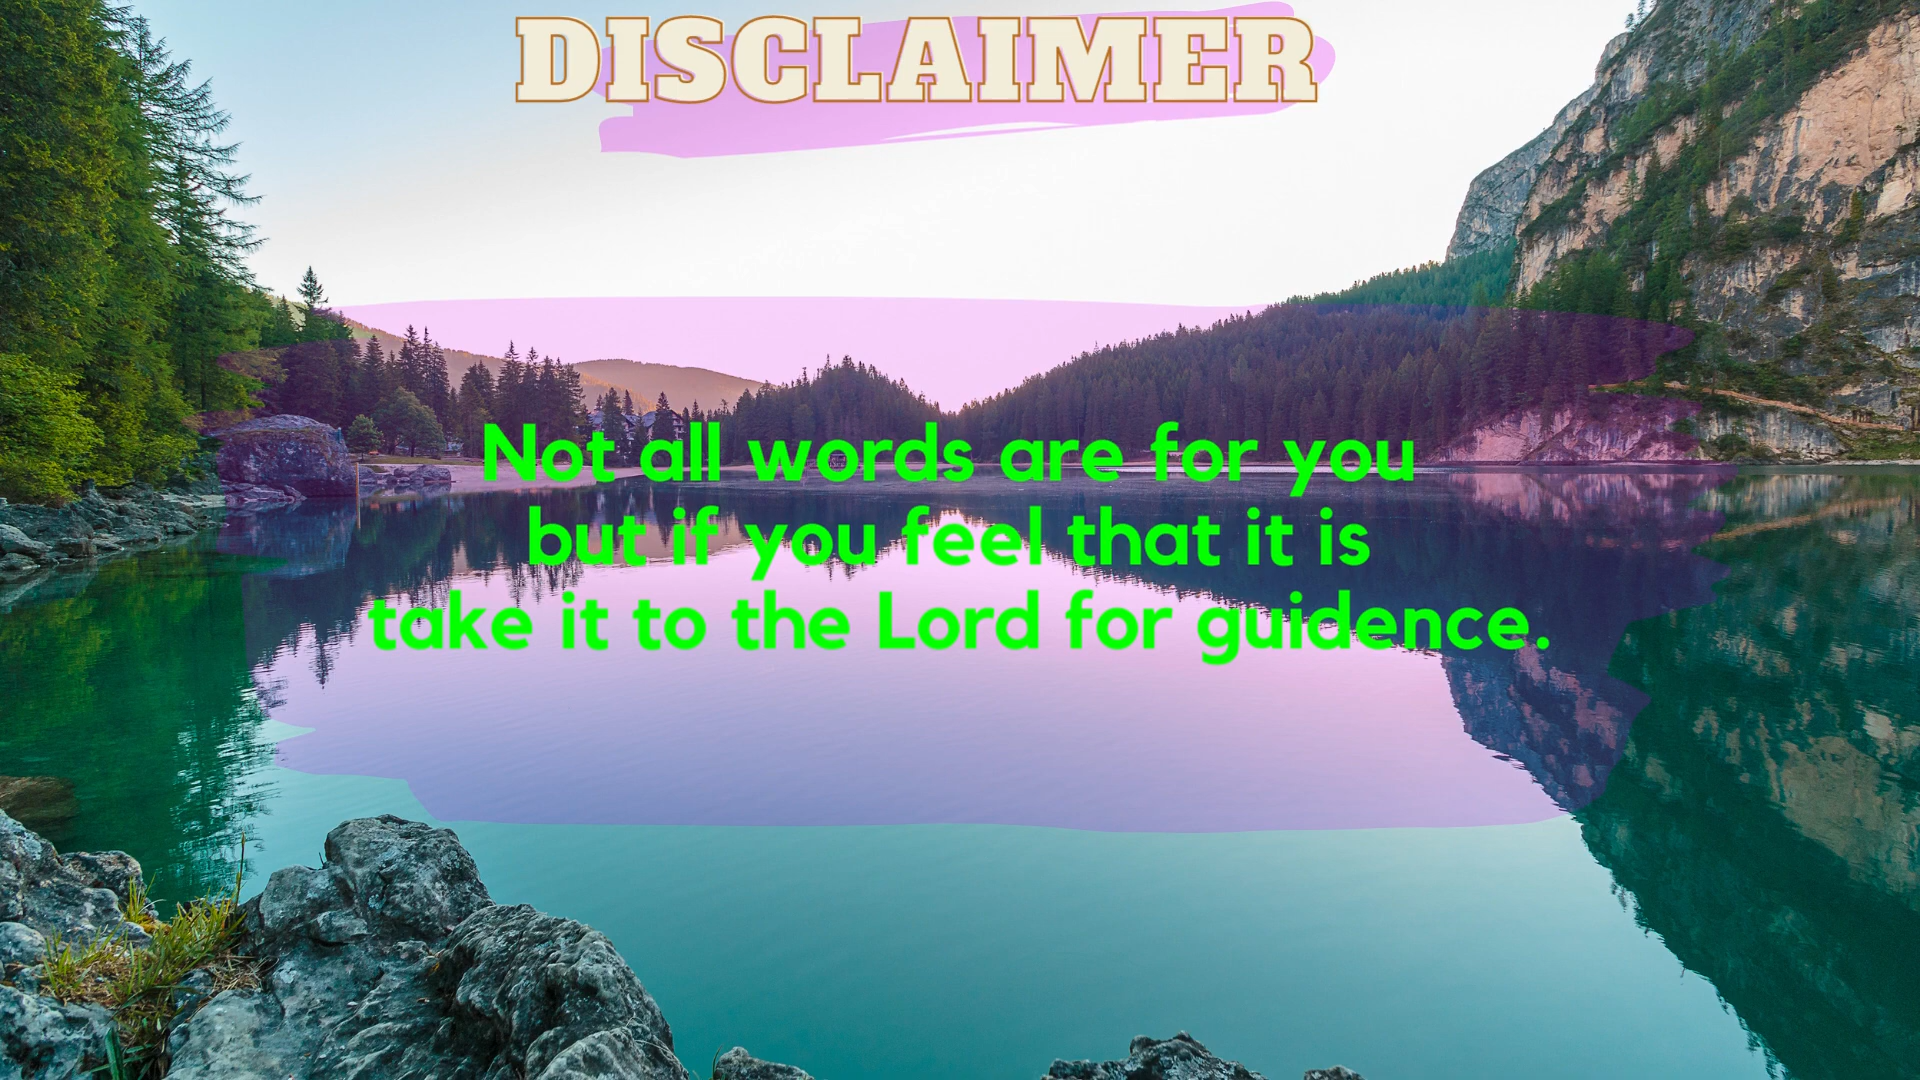 DISCLAIMER
Not all words are for you
but if you feel that it is
take it to the Lord for guidence.